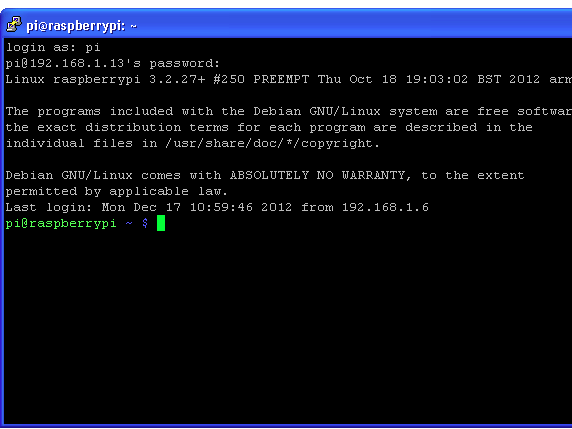 pi@raspberrypi: ~
login as: pi
pi@192.168.1.13's password:
Linux raspberrypi 3.2.27+ #250 PREEMPT Thu Oct 18 19:03:02 BST 2012 arm
The programs included with the Debian GNU/Linux system are free softwar
the exact distribution terms for each program are described in the
individual files in /usr/share/doc/*/copyright.
Debian GNU/Linux comes with ABSOLUTELY NO WARRANTY, to the extent
permitted by applicable law.
Last login: Mon Dec 17 10:59:46 2012 from 192.168.1.6
pi@raspberrypi ~ $